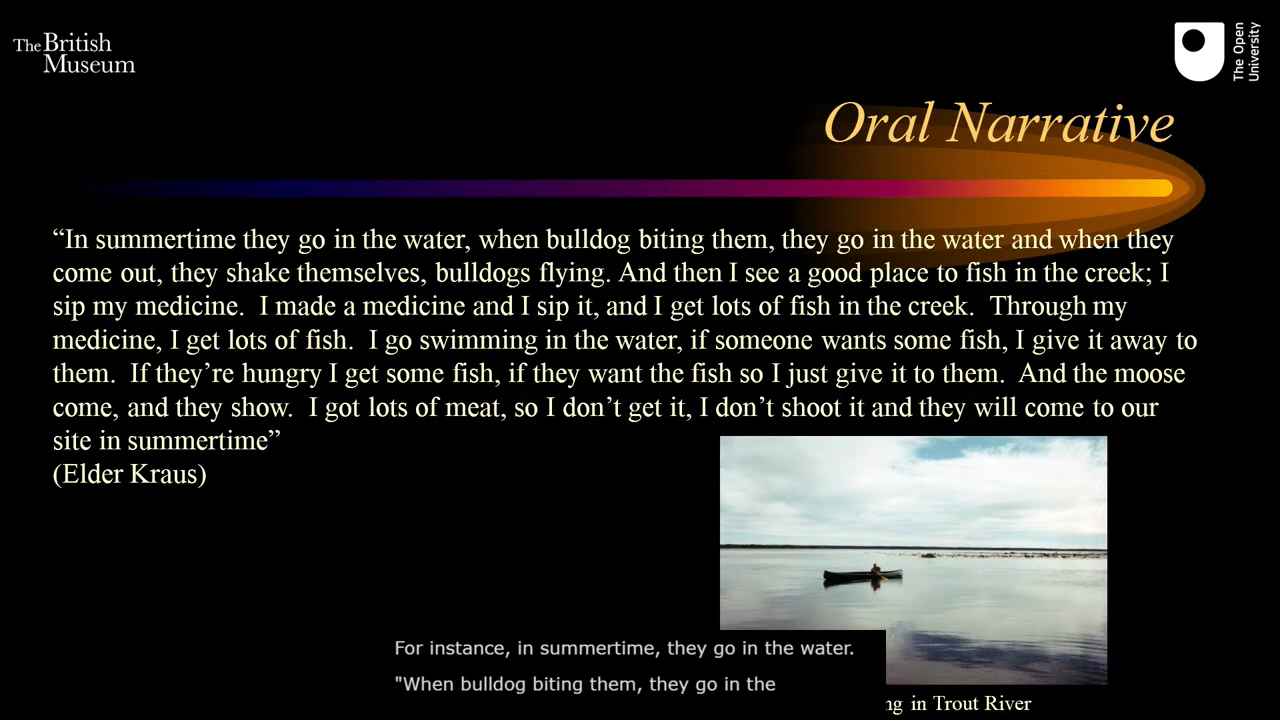 The British
Museum
The Open
University
Oral Narrative
“In summertime they go in the water, when bulldog biting them, they go in the water and when they
come out, they shake themselves, bulldogs flying. And then I see a good place to fish in the creek; I
sip my medicine.  I made a medicine and I sip it, and I get lots of fish in the creek.  Through my
medicine, I get lots of fish.  I go swimming in the water, if someone wants some fish, I give it away to
them.  If they’re hungry I get some fish, if they want the fish so I just give it to them.  And the moose
come, and they show.  I got lots of meat, so I don’t get it, I don’t shoot it and they will come to our
site in summertime”
(Elder Kraus)
For instance, in summertime, they go in the water.
"When bulldog biting them, they go in the
in Trout River